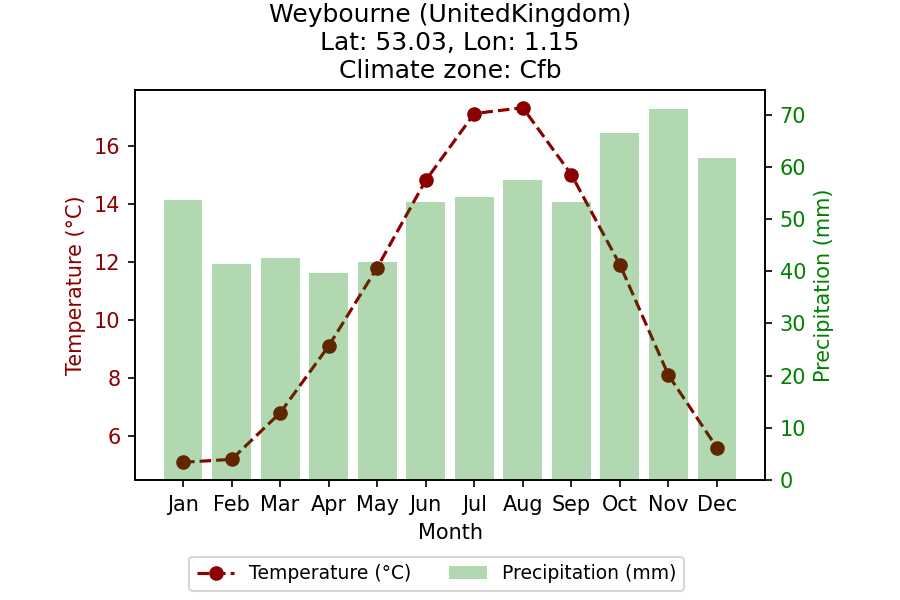 Weybourne (UnitedKingdom)
Lat: 53.03, Lon: 1.15
Climate zone: Cfb
Temperature (°C)
16
14
12
10
8
6
Precipitation (mm)
70
60
50
40
30
20
10
0
Jan Feb Mar Apr May Jun Jul Aug Sep Oct Nov Dec
Month
Temperature (°C) Precipitation (mm)